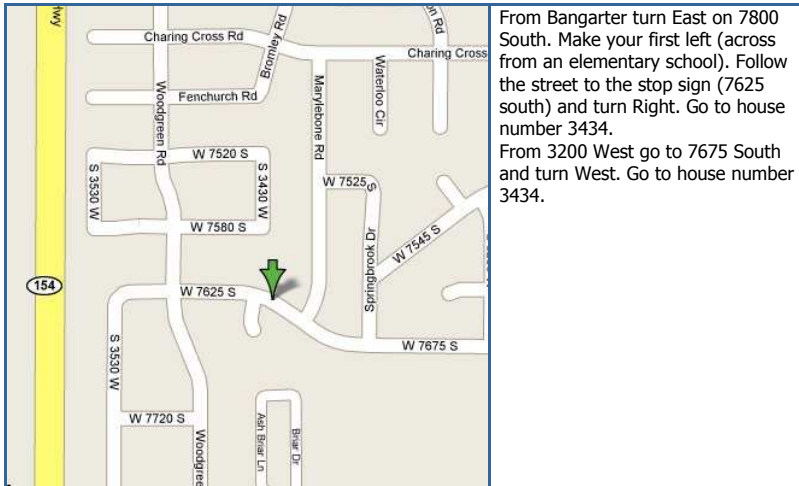 Hwy
Charing Cross Rd
Bromley Rd
Charing Cross
Woodgreen Rd
Fenchurch Rd
Marylebone Rd
Waterloo Cir
W 7520 S
S 3530 W
S 3430 W
W 7525 S
W 7580 S
Springbrook Dr
W 7545 S
154
W 7625 S
S 3530 W
W 7675 S
W 7720 S
Woodgree
Ash Briar Ln
Briar Dr
From Bangarter turn East on 7800
South. Make your first left (across
from an elementary school). Follow
the street to the stop sign (7625
south) and turn Right. Go to house
number 3434.
From 3200 West go to 7675 South
and turn West. Go to house number
3434.